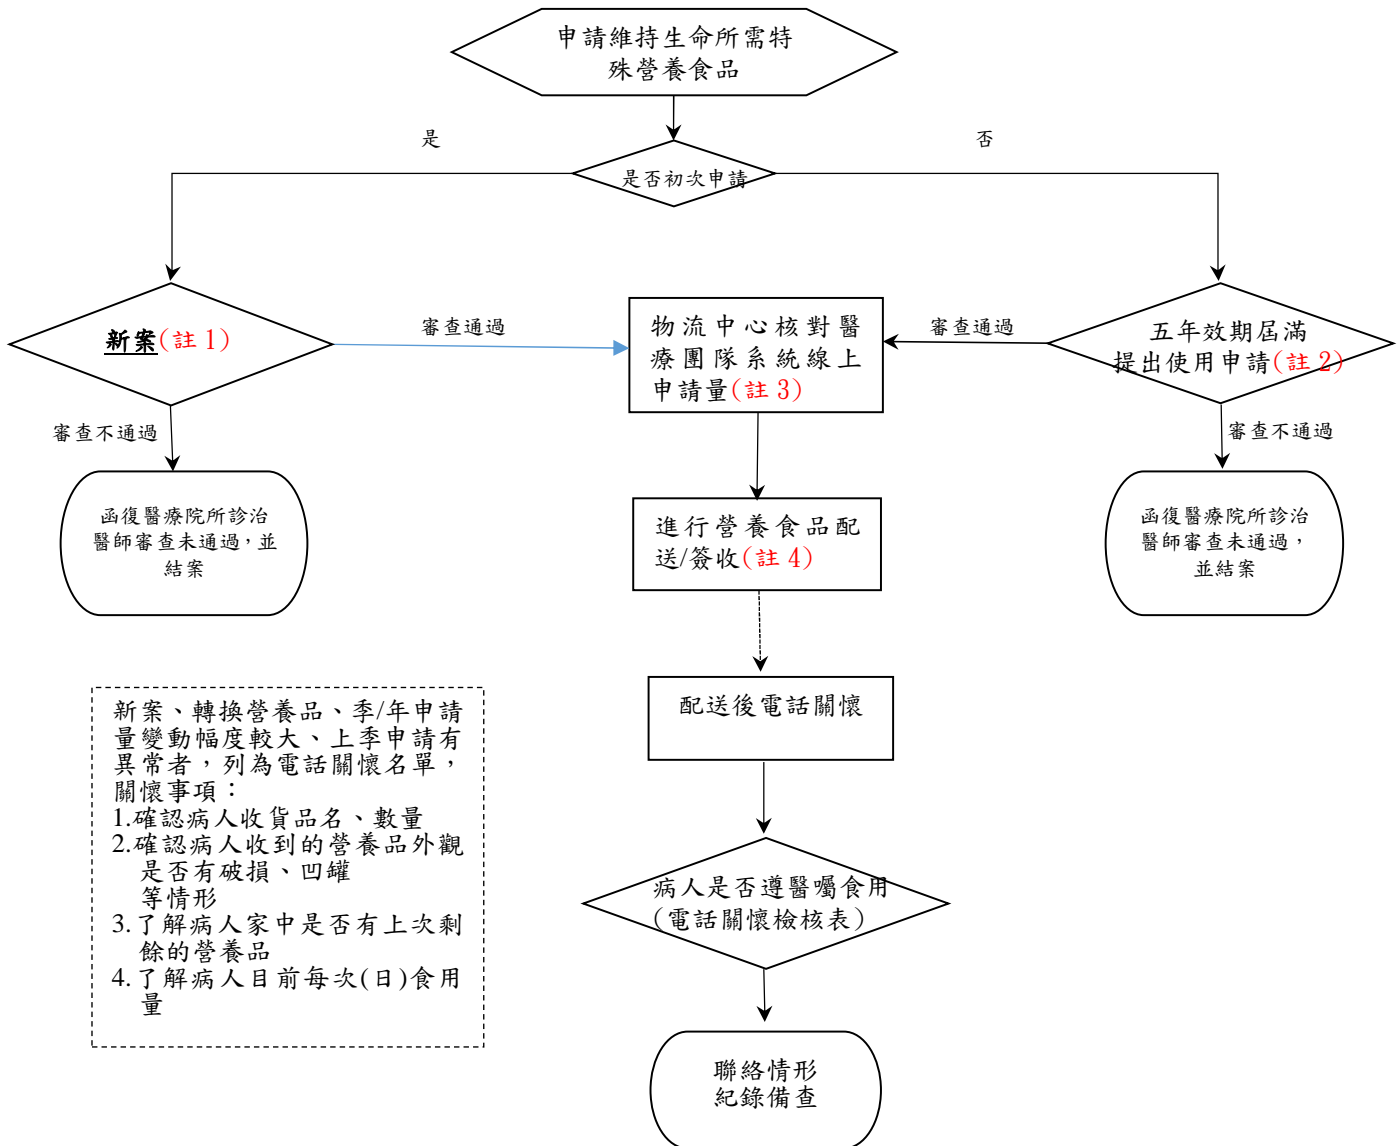 申請維持生命所需特
殊營養食品
是
否
是否初次申請
新案(註 1)
審查通過
物流中心核對醫
療團隊系統線上
申請量(註 3)
審查通過
五年效期屆滿
提出使用申請(註 2)
審查不通過
審查不通過
函復醫療院所診治
醫師審查未通過，並
結案
進行營養食品配
送/簽收(註 4)
函復醫療院所診治
醫師審查未通過，
並結案
配送後電話關懷
新案、轉換營養品、季/年申請
量變動幅度較大、上季申請有
異常者，列為電話關懷名單，
關懷事項：
1.確認病人收貨品名、數量
2.確認病人收到的營養品外觀
是否有破損、凹罐
等情形
3.了解病人家中是否有上次剩
餘的營養品
4.了解病人目前每次(日)食用
量
病人是否遵醫囑食用
(電話關懷檢核表)
聯絡情形
紀錄備查